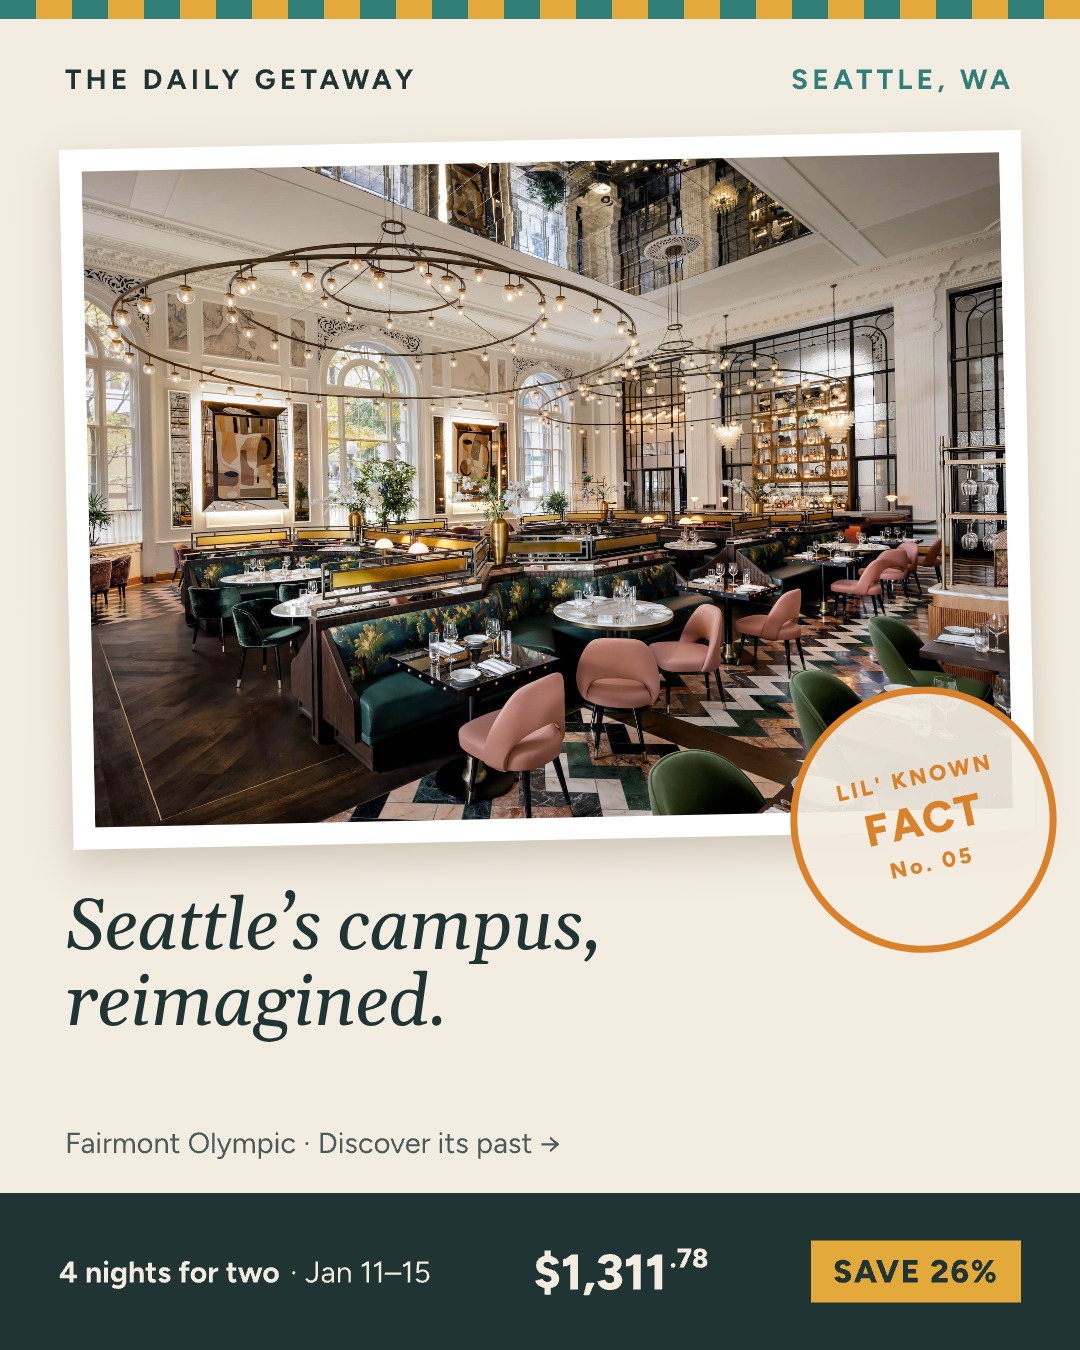 THE DAILY GETAWAY
SEATTLE, WA
LIL' KNOWN
FACT
No. 05
Seattle’s campus,
reimagined.
Fairmont Olympic · Discover its past →
4 nights for two · Jan 11–15
$1,311.78
SAVE 26%